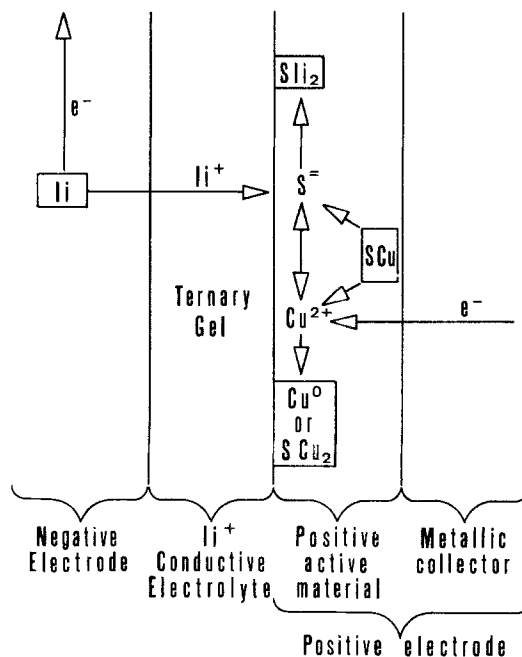 Sli₂
e⁻
li
li⁺
S⁼
SCu
Ternary
Gel
Cu²⁺
e⁻
Cu⁰
or
SCu₂
Negative
Electrode
li⁺
Conductive
Electrolyte
Positive
active
material
Metallic
collector
Positive electrode